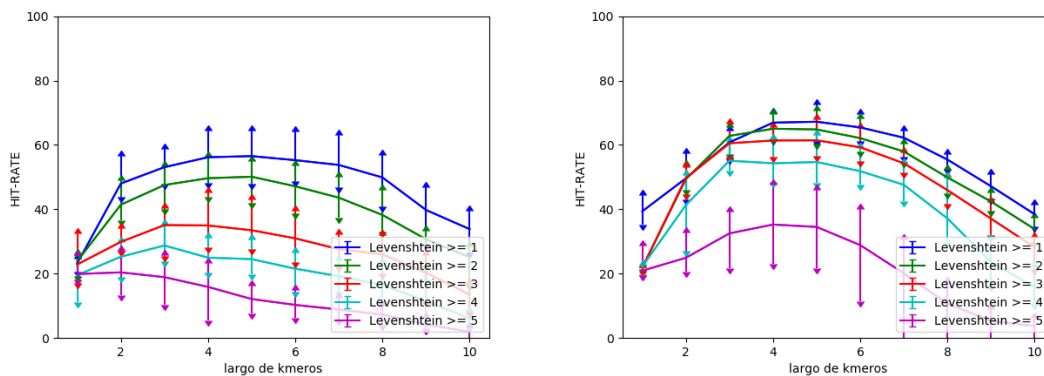 100
80
60
40
20
0
HIT-RATE
2
4
6
8
10
largo de kmeros
Levenshtein >= 1
Levenshtein >= 2
Levenshtein >= 3
Levenshtein >= 4
Levenshtein >= 5
100
80
60
40
20
0
HIT-RATE
2
4
6
8
10
largo de kmeros
Levenshtein >= 1
Levenshtein >= 2
Levenshtein >= 3
Levenshtein >= 4
Levenshtein >= 5